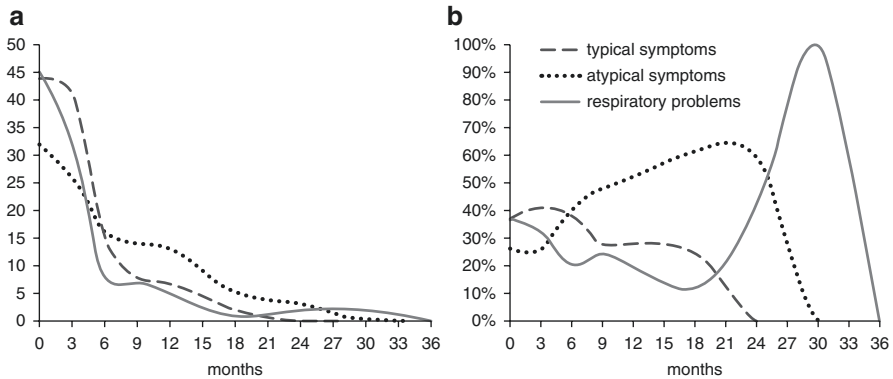 a
50
45
40
35
30
25
20
15
10
5
0
0 3 6 9 12 15 18 21 24 27 30 33 36
months
b
100%
90%
80%
70%
60%
50%
40%
30%
20%
10%
0%
typical symptoms
atypical symptoms
respiratory problems
0 3 6 9 12 15 18 21 24 27 30 33 36
months